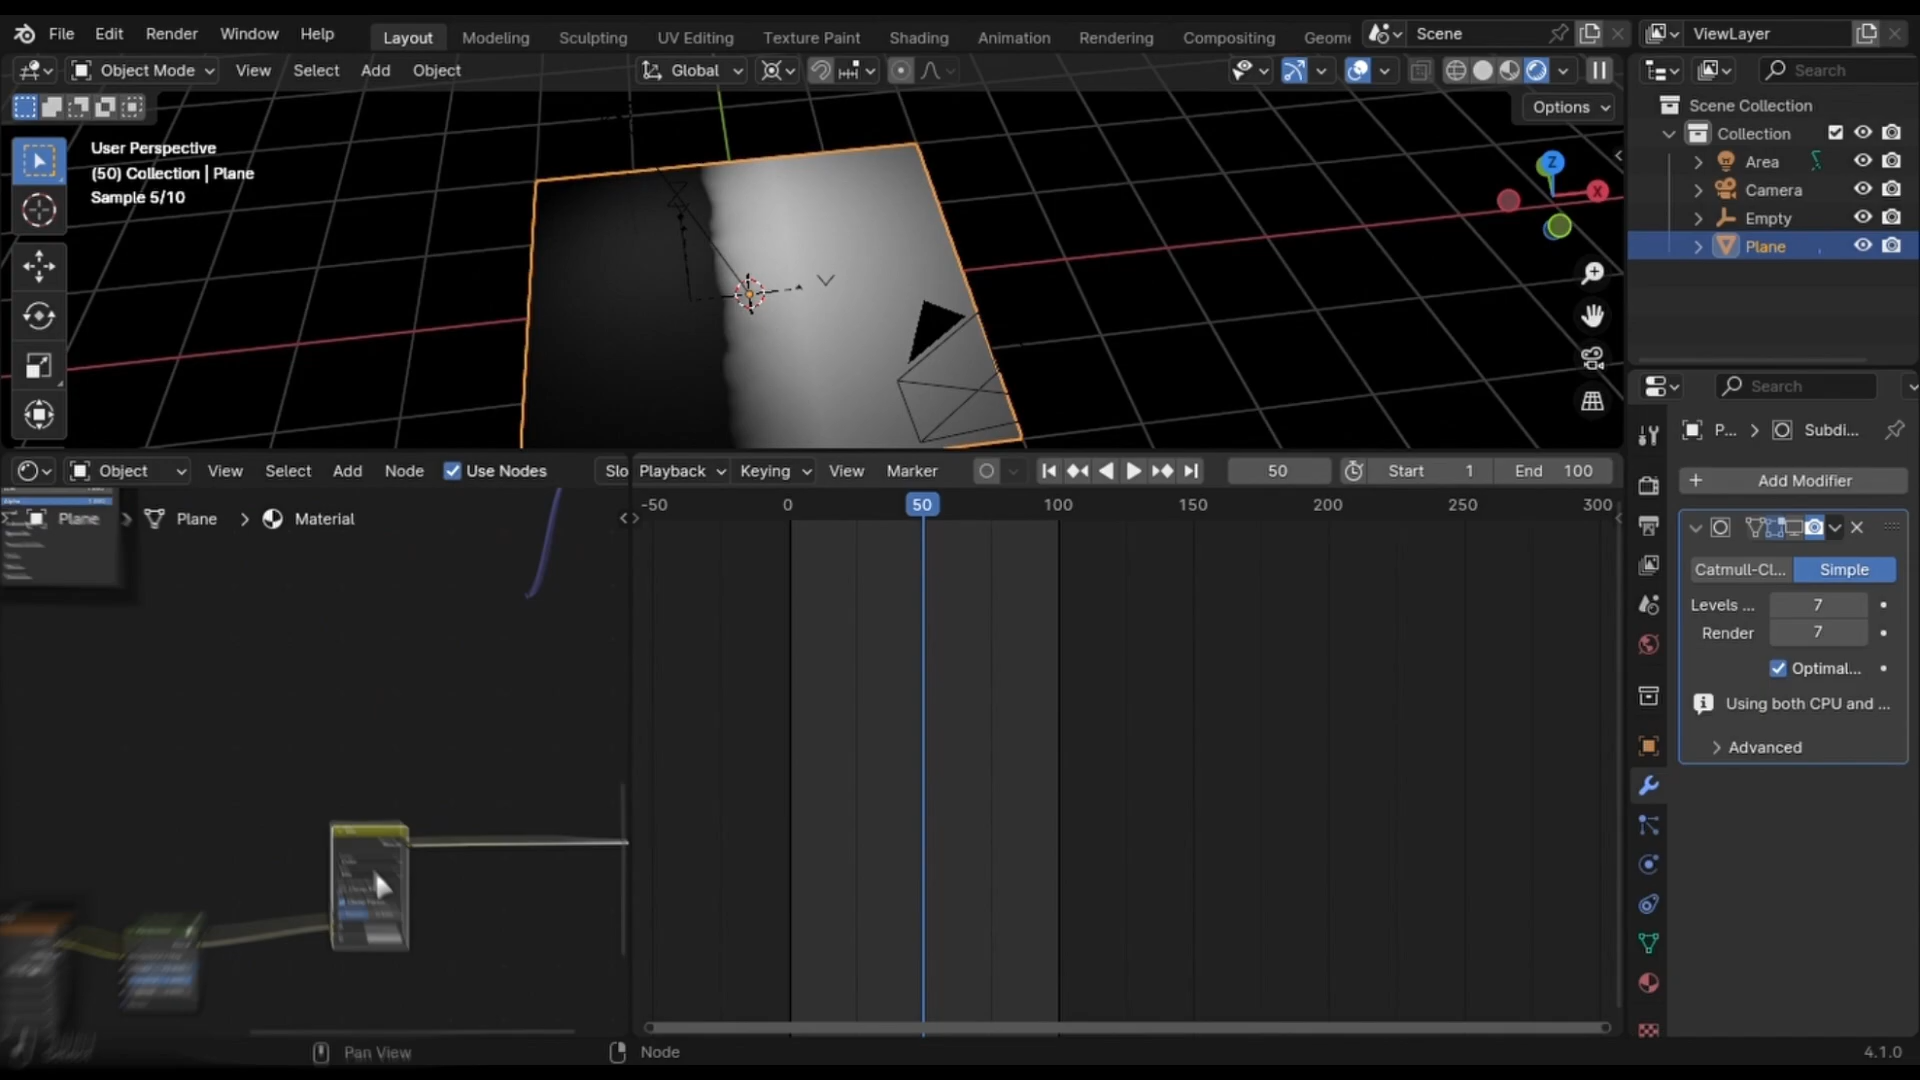 File Edit Render Window Help Layout Modeling Sculpting UV Editing Texture Paint Shading Animation Rendering Compositing Geome Scene ViewLayer
Object Mode View Select Add Object Global Search
Options
User Perspective
(50) Collection | Plane
Sample 5/10
Z
X
Scene Collection
Collection
Area
Camera
Empty
Plane
Search
P... > Subdi...
Add Modifier
Catmull-Cl... Simple
Levels ... 7
Render 7
Optimal...
Using both CPU and ...
Advanced
Object View Select Add Node Use Nodes Slo
Playback Keying View Marker 50 Start 1 End 100
-50 0 50 100 150 200 250 300
Plane > Plane > Material
Pan View Node 4.1.0